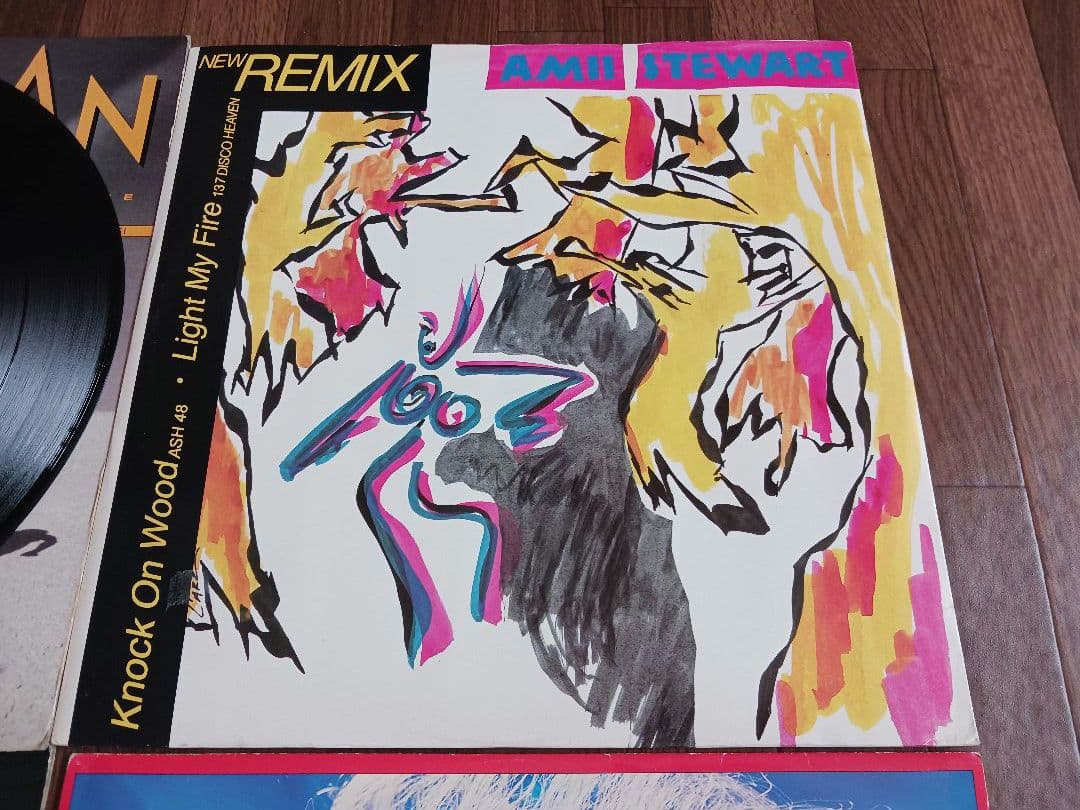 AN
E
NEW REMIX
AMII STEWART
Knock On Wood ASH 48 • Light My Fire 137 DISCO HEAVEN